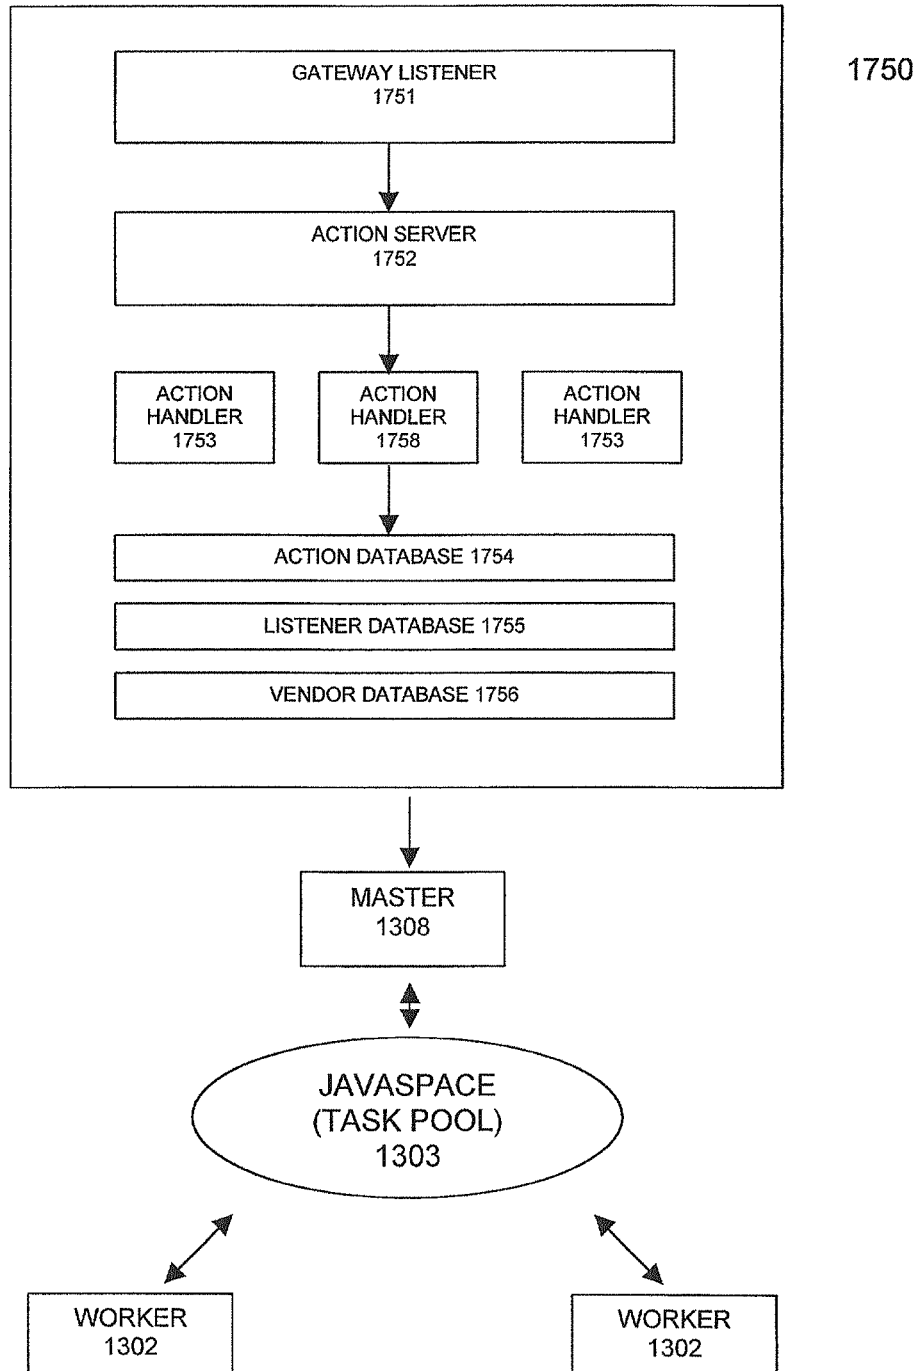 GATEWAY LISTENER
1751
1750
ACTION SERVER
1752
ACTION
HANDLER
1753
ACTION
HANDLER
1758
ACTION
HANDLER
1753
ACTION DATABASE 1754
LISTENER DATABASE 1755
VENDOR DATABASE 1756
MASTER
1308
JAVASPACE
(TASK POOL)
1303
WORKER
1302
WORKER
1302